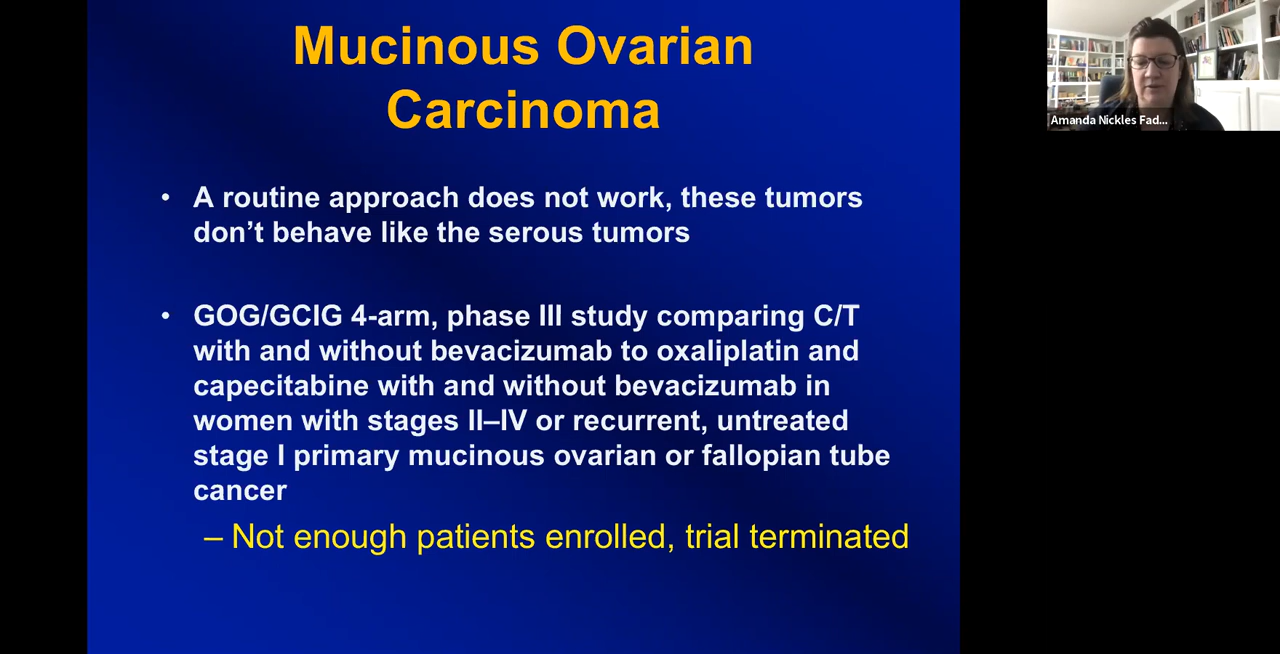 Mucinous Ovarian
Carcinoma
• A routine approach does not work, these tumors
don’t behave like the serous tumors
• GOG/GCIG 4-arm, phase III study comparing C/T
with and without bevacizumab to oxaliplatin and
capecitabine with and without bevacizumab in
women with stages II–IV or recurrent, untreated
stage I primary mucinous ovarian or fallopian tube
cancer
– Not enough patients enrolled, trial terminated
Amanda Nickles Fad...